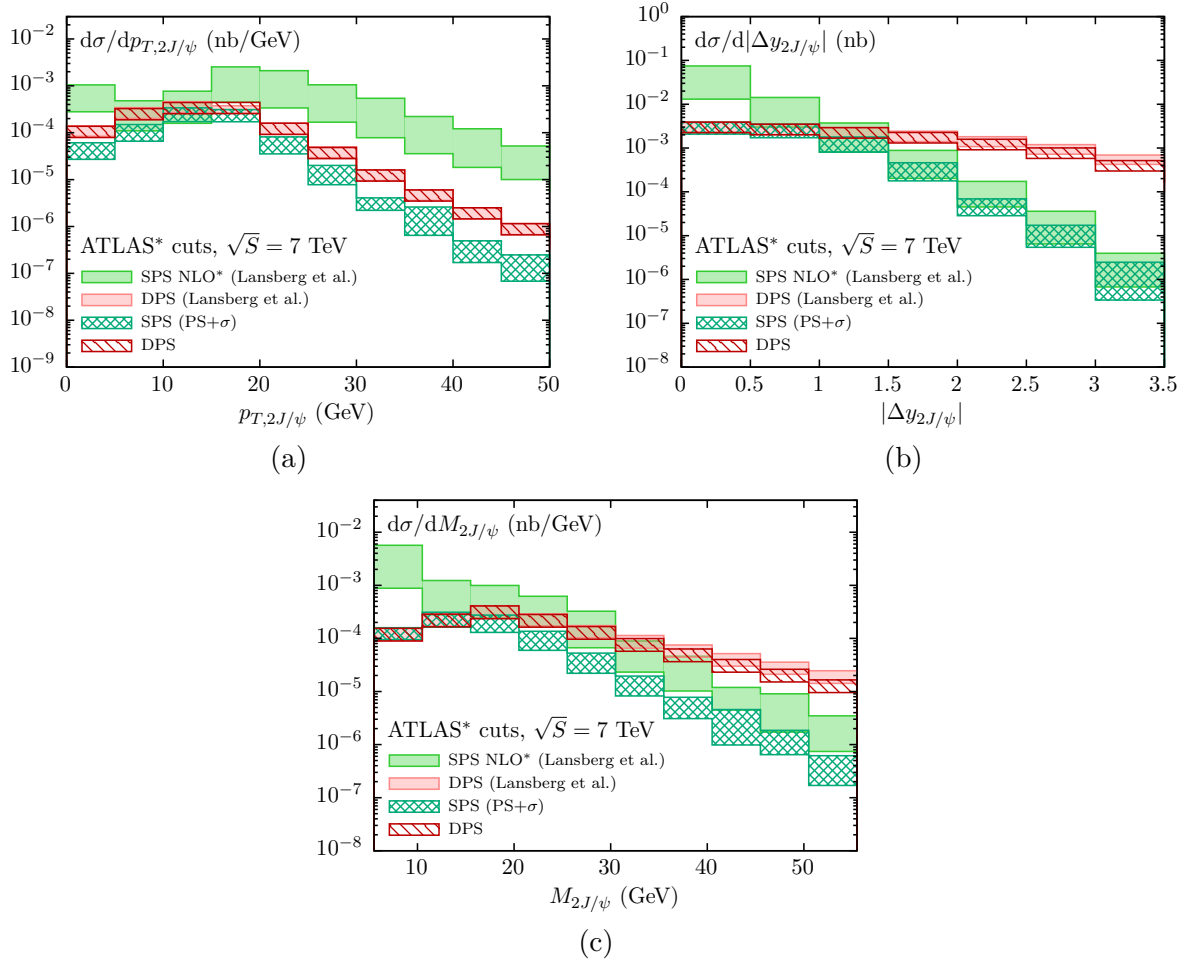 dσ/dp_{T,2J/ψ} (nb/GeV)
10^{-2}
10^{-3}
10^{-4}
10^{-5}
10^{-6}
10^{-7}
10^{-8}
10^{-9}
ATLAS* cuts, √S = 7 TeV
SPS NLO* (Lansberg et al.)
DPS (Lansberg et al.)
SPS (PS+σ)
DPS
0 10 20 30 40 50
p_{T,2J/ψ} (GeV)
(a)
dσ/d|Δy_{2J/ψ}| (nb)
10^{0}
10^{-1}
10^{-2}
10^{-3}
10^{-4}
10^{-5}
10^{-6}
10^{-7}
10^{-8}
ATLAS* cuts, √S = 7 TeV
SPS NLO* (Lansberg et al.)
DPS (Lansberg et al.)
SPS (PS+σ)
DPS
0 0.5 1 1.5 2 2.5 3 3.5
|Δy_{2J/ψ}|
(b)
dσ/dM_{2J/ψ} (nb/GeV)
10^{-2}
10^{-3}
10^{-4}
10^{-5}
10^{-6}
10^{-7}
10^{-8}
ATLAS* cuts, √S = 7 TeV
SPS NLO* (Lansberg et al.)
DPS (Lansberg et al.)
SPS (PS+σ)
DPS
10 20 30 40 50
M_{2J/ψ} (GeV)
(c)